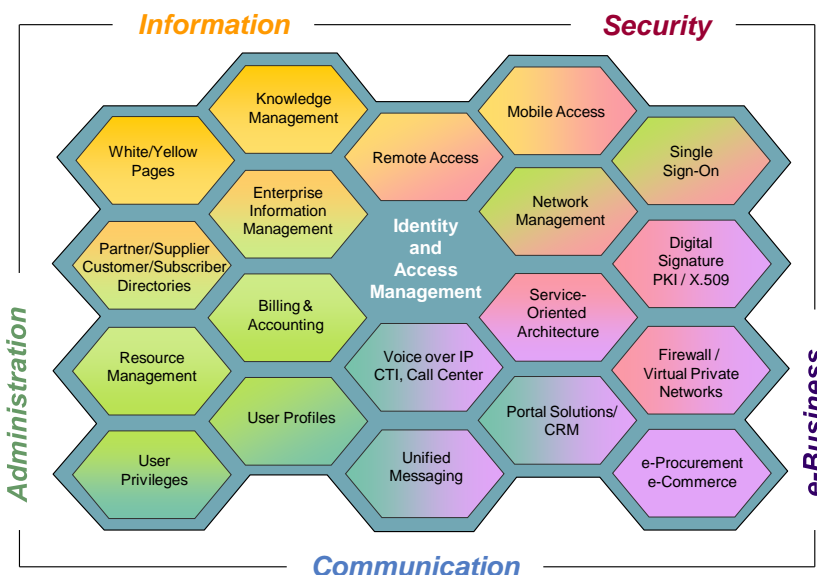 Information
Security
Knowledge
Management
Mobile Access
White/Yellow
Pages
Remote Access
Single
Sign-On
Enterprise
Information
Management
Network
Management
Identity
and
Access
Management
Partner/Supplier
Customer/Subscriber
Directories
Digital
Signature
PKI / X.509
Billing &
Accounting
Service-
Oriented
Architecture
Resource
Management
Voice over IP
CTI, Call Center
Firewall /
Virtual Private
Networks
User Profiles
Portal Solutions/
CRM
User
Privileges
Unified
Messaging
e-Procurement
e-Commerce
Administration
e-Business
Communication